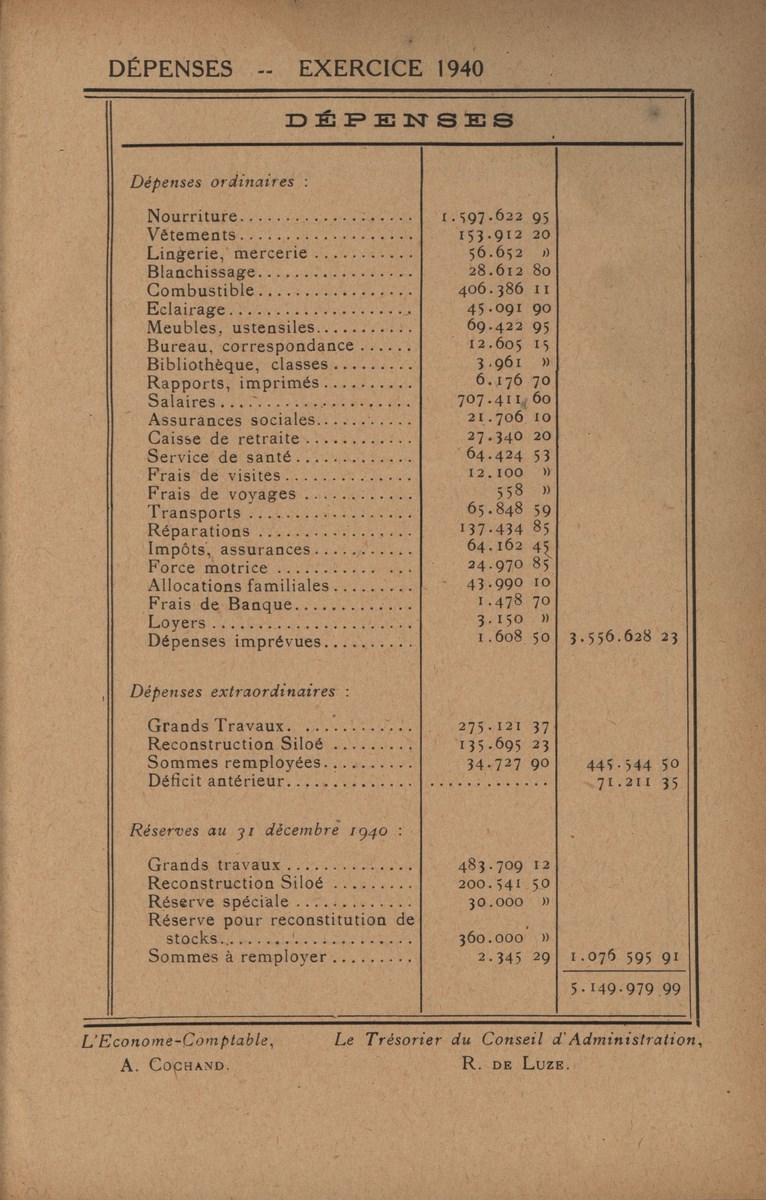 DÉPENSES -- EXERCICE 1940
DÉPENSES
Dépenses ordinaires :
Nourriture.................... 1.597.622 95
Vêtements................... 153.912 20
Lingerie, mercerie ........... 56.652 »
Blanchissage................. 28.612 80
Combustible................. 406.386 11
Eclairage.................... 45.091 90
Meubles, ustensiles.......... 69.422 95
Bureau, correspondance ...... 12.605 15
Bibliothèque, classes ......... 3.961 »
Rapports, imprimés.......... 6.176 70
Salaires..................... 707.411 60
Assurances sociales........... 21.706 10
Caisse de retraite ............ 27.340 20
Service de santé............. 64.424 53
Frais de visites.............. 12.100 »
Frais de voyages ............ 558 »
Transports .................. 65.848 59
Réparations ................. 137.434 85
Impôts, assurances........... 64.162 45
Force motrice ............... 24.970 85
Allocations familiales......... 43.990 10
Frais de Banque............. 1.478 70
Loyers ...................... 3.150 »
Dépenses imprévues.......... 1.608 50 3.556.628 23
Dépenses extraordinaires :
Grands Travaux. ............ 275.121 37
Reconstruction Siloé ......... 135.695 23
Sommes remployées.......... 34.727 90 445.544 50
Déficit antérieur.............. ............. 71.211 35
Réserves au 31 décembre 1940 :
Grands travaux .............. 483.709 12
Reconstruction Siloé ......... 200.541 50
Réserve spéciale ............. 30.000 »
Réserve pour reconstitution de
stocks..................... 360.000 »
Sommes à remployer ......... 2.345 29 1.076 595 91
5.149.979 99
L'Econome-Comptable, Le Trésorier du Conseil d'Administration,
A. COCHAND. R. DE LUZE.